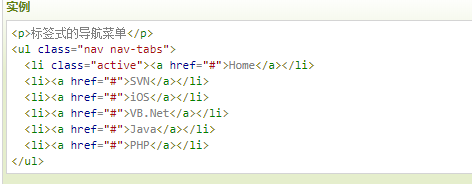 实例
<p>标签式的导航菜单</p>
<ul class="nav nav-tabs">
  <li class="active"><a href="#">Home</a></li>
  <li><a href="#">SVN</a></li>
  <li><a href="#">iOS</a></li>
  <li><a href="#">VB.Net</a></li>
  <li><a href="#">Java</a></li>
  <li><a href="#">PHP</a></li>
</ul>